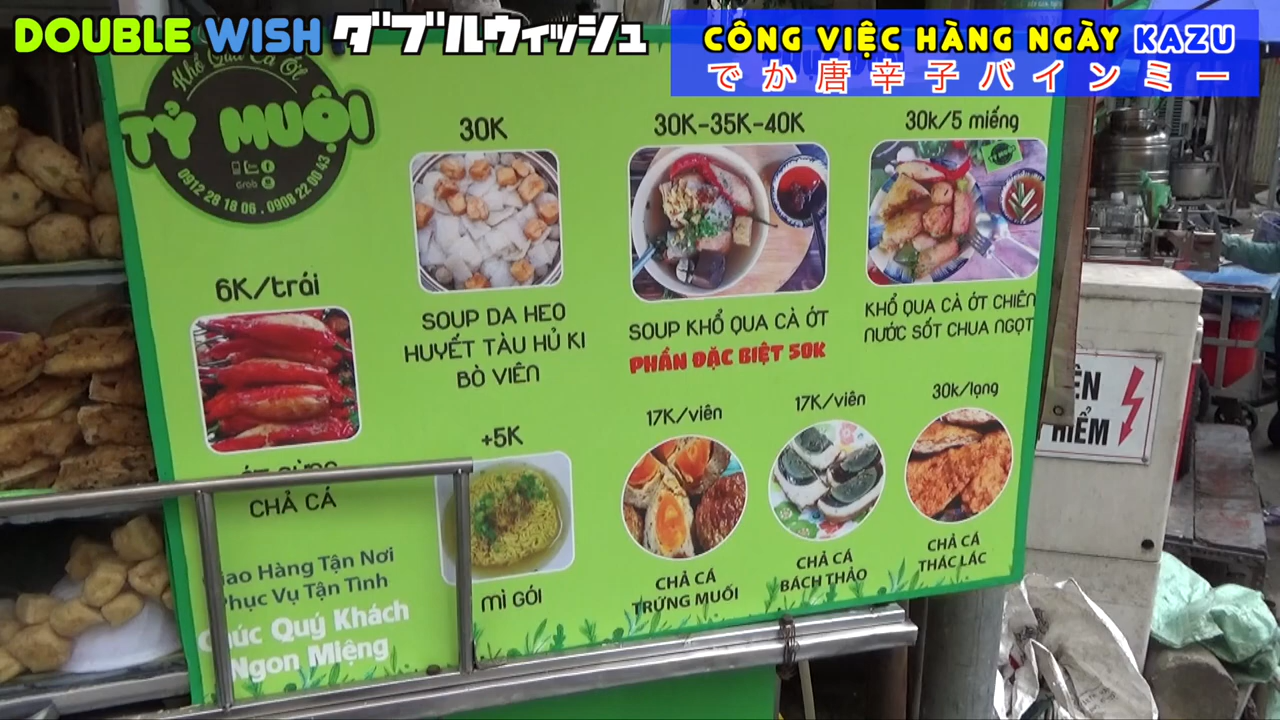 DOUBLE WISH ダブルウィッシュ
CÔNG VIỆC HÀNG NGÀY KAZU
でか唐辛子バインミー
Khổ Qua Cà Ớt
TỶ MUÔI
Grab
0912 28 18 06 . 0908 22 00 43
30K
SOUP DA HEO
HUYẾT TÀU HỦ KI
BÒ VIÊN
30K-35K-40K
SOUP KHỔ QUA CÀ ỚT
PHẦN ĐẶC BIỆT 50K
30k/5 miếng
KHỔ QUA CÀ ỚT CHIÊN
NƯỚC SỐT CHUA NGỌT
6K/trái
CHẢ CÁ
+5K
MÌ GÓI
17K/viên
CHẢ CÁ
TRỨNG MUỐI
17K/viên
CHẢ CÁ
BÁCH THẢO
30k/lạng
CHẢ CÁ
THÁC LÁC
Giao Hàng Tận Nơi
Phục Vụ Tận Tình
Chúc Quý Khách
Ngon Miệng